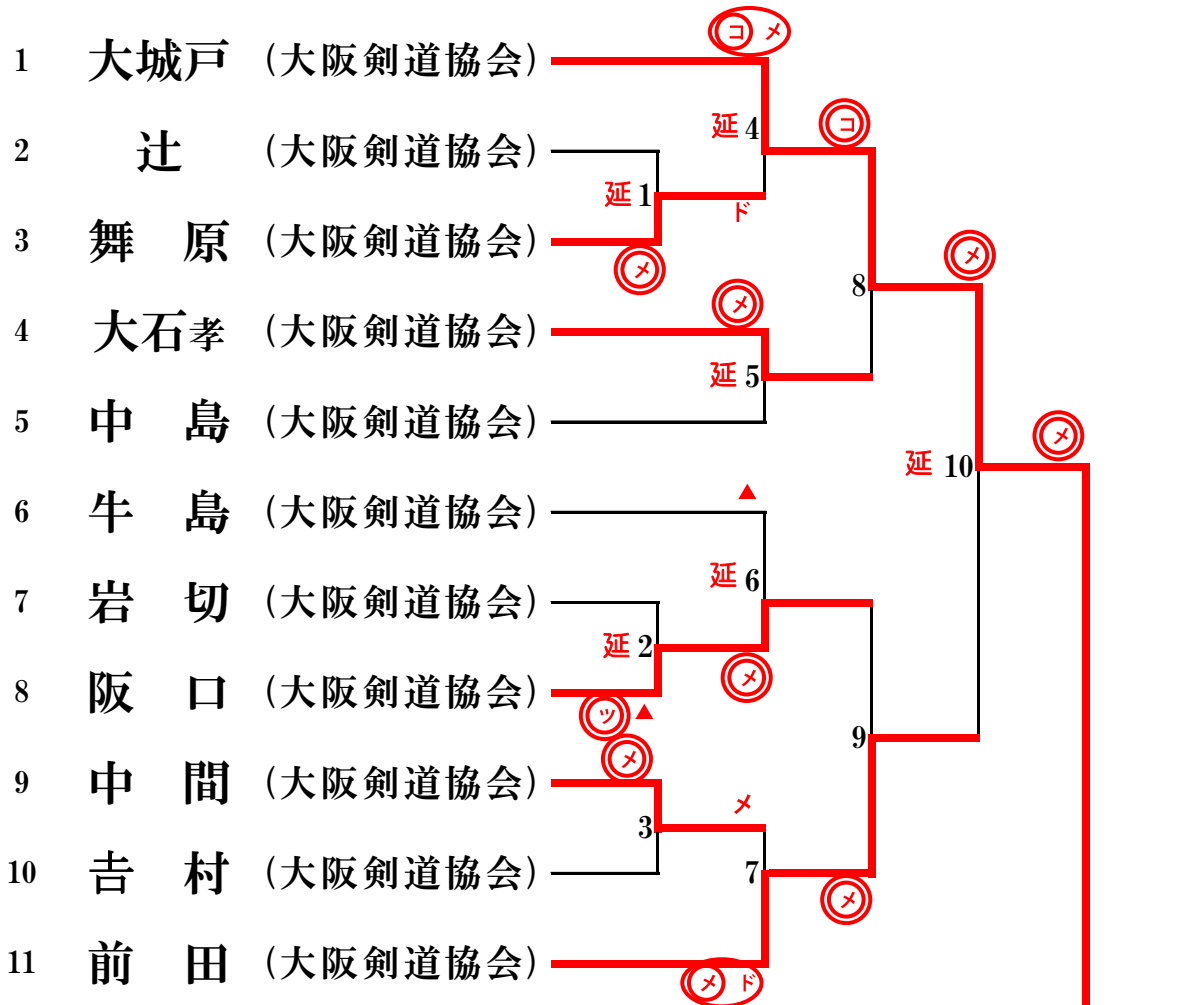 コ メ
1 大城戸 (大阪剣道協会)
延 4 コ
2 辻 (大阪剣道協会)
延 1
ド
3 舞原 (大阪剣道協会)
メ
メ
8
メ
4 大石孝 (大阪剣道協会)
延 5
5 中島 (大阪剣道協会)
メ
延 10
▲
6 牛島 (大阪剣道協会)
延 6
7 岩切 (大阪剣道協会)
延 2
メ
8 阪口 (大阪剣道協会)
ツ ▲
9
メ
9 中間 (大阪剣道協会)
メ
3
10 𠮷村 (大阪剣道協会)
7
メ
11 前田 (大阪剣道協会)
メ ド